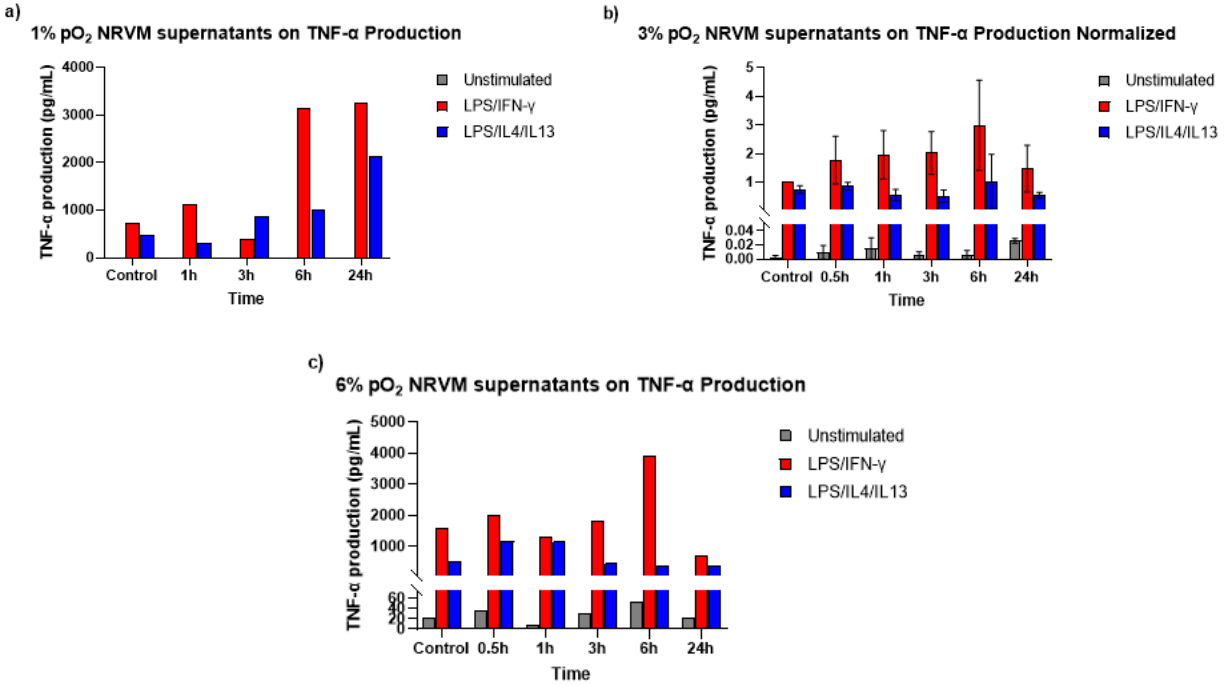 a)
1% pO₂ NRVM supernatants on TNF-α Production
TNF-α production (pg/mL)
4000
3000
2000
1000
0
Control 1h 3h 6h 24h
Time
Unstimulated
LPS/IFN-γ
LPS/IL4/IL13
b)
3% pO₂ NRVM supernatants on TNF-α Production Normalized
TNF-α production (pg/mL)
5
4
3
2
1
0.04
0.02
0.00
Control 0.5h 1h 3h 6h 24h
Time
Unstimulated
LPS/IFN-γ
LPS/IL4/IL13
c)
6% pO₂ NRVM supernatants on TNF-α Production
TNF-α production (pg/mL)
5000
4000
3000
2000
1000
60
40
20
0
Control 0.5h 1h 3h 6h 24h
Time
Unstimulated
LPS/IFN-γ
LPS/IL4/IL13